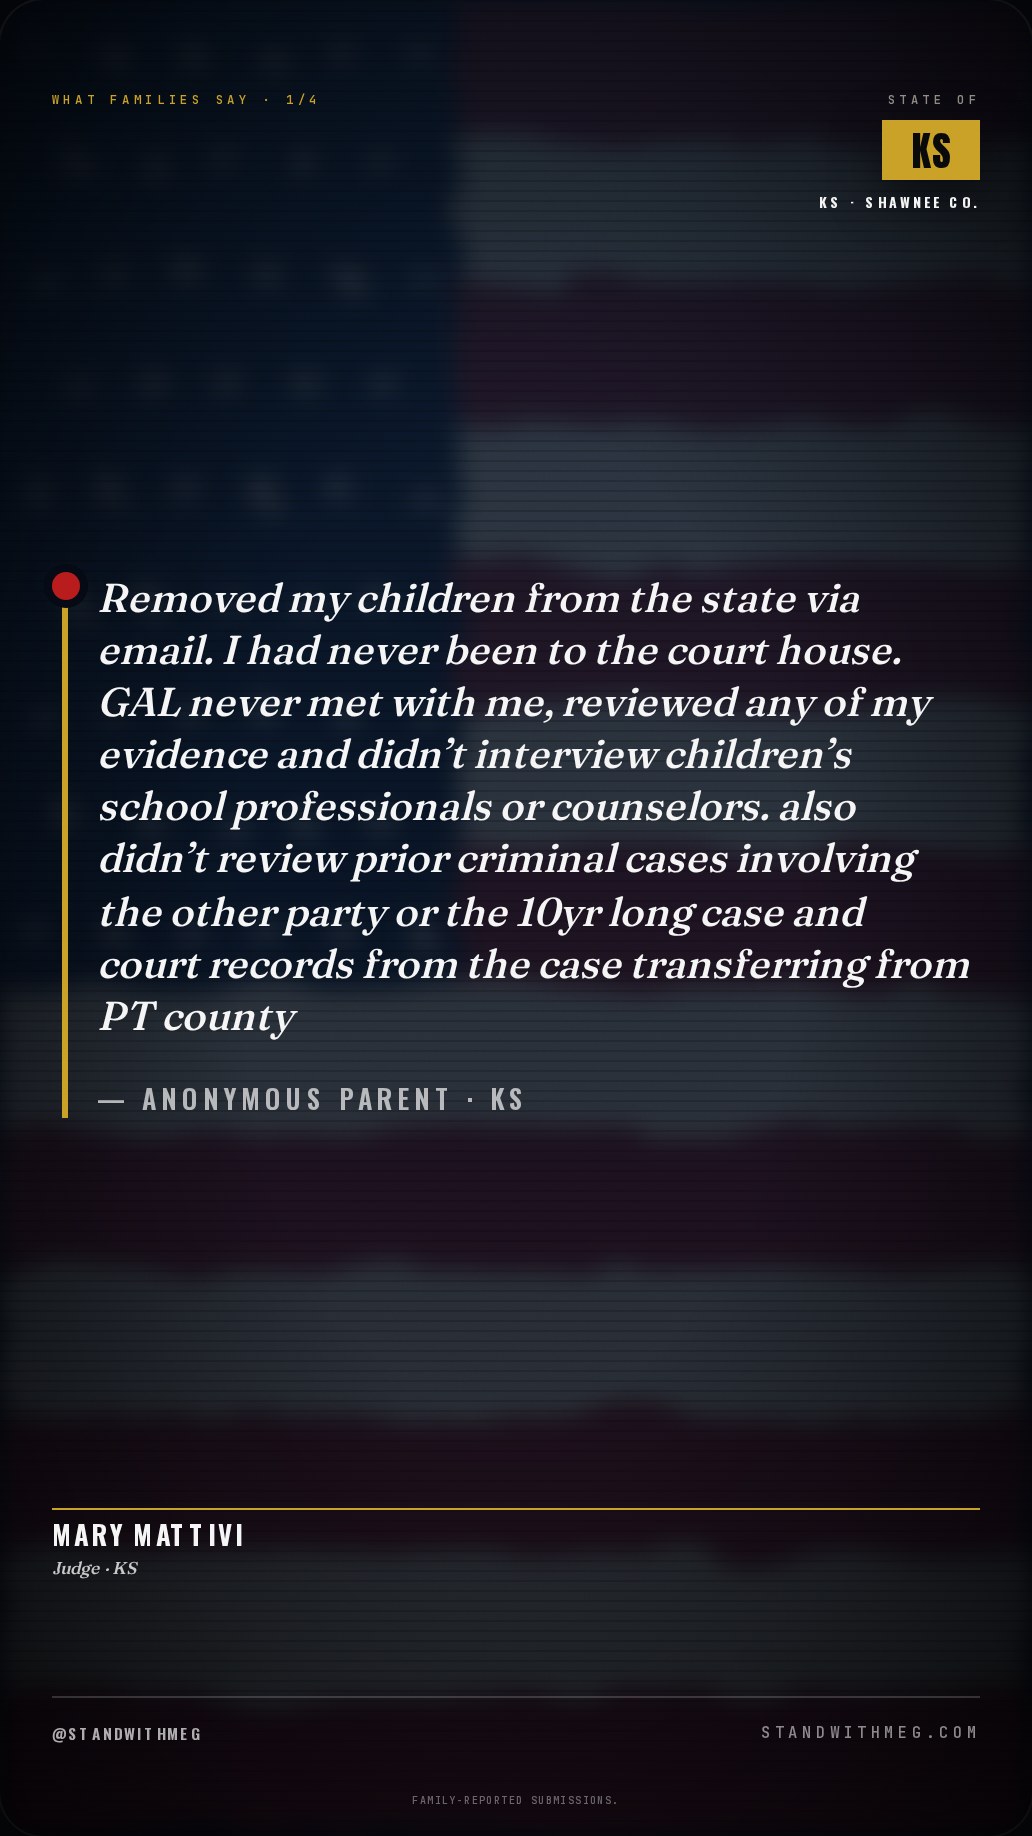 WHAT FAMILIES SAY · 1/4
STATE OF
KS
KS · SHAWNEE CO.
Removed my children from the state via
email. I had never been to the court house.
GAL never met with me, reviewed any of my
evidence and didn’t interview children’s
school professionals or counselors. also
didn’t review prior criminal cases involving
the other party or the 10yr long case and
court records from the case transferring from
PT county
— ANONYMOUS PARENT · KS
MARY MATTIVI
Judge · KS
@STANDWITHMEG
STANDWITHMEG.COM
FAMILY-REPORTED SUBMISSIONS.